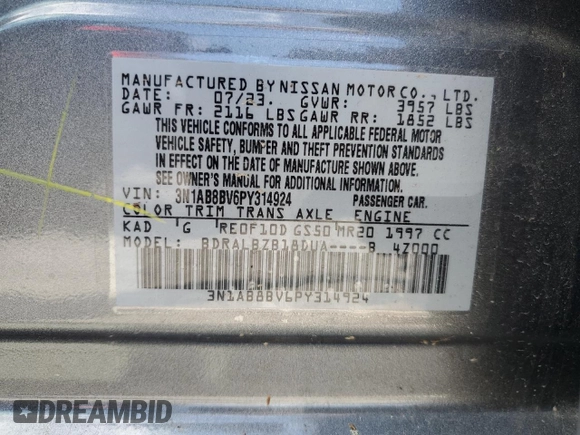 MANUFACTURED BY NISSAN MOTOR CO., LTD.
DATE: 07/23. GVWR: 3957 LBS
GAWR FR: 2116 LBS GAWR RR: 1852 LBS
THIS VEHICLE CONFORMS TO ALL APPLICABLE FEDERAL MOTOR
VEHICLE SAFETY, BUMPER AND THEFT PREVENTION STANDARDS
IN EFFECT ON THE DATE OF MANUFACTURE SHOWN ABOVE.
SEE OWNER'S MANUAL FOR MORE INFORMATION.
VIN: 3N1AB8BV6PY314924 PASSENGER CAR.
COLOR TRIM TRANS AXLE ENGINE
KAD G RE0F10D GS50 MR20 1997 CC
MODEL: BDRALBZB18DUA----B 4Z000
3N1AB8BV6PY314924
DREAMBID